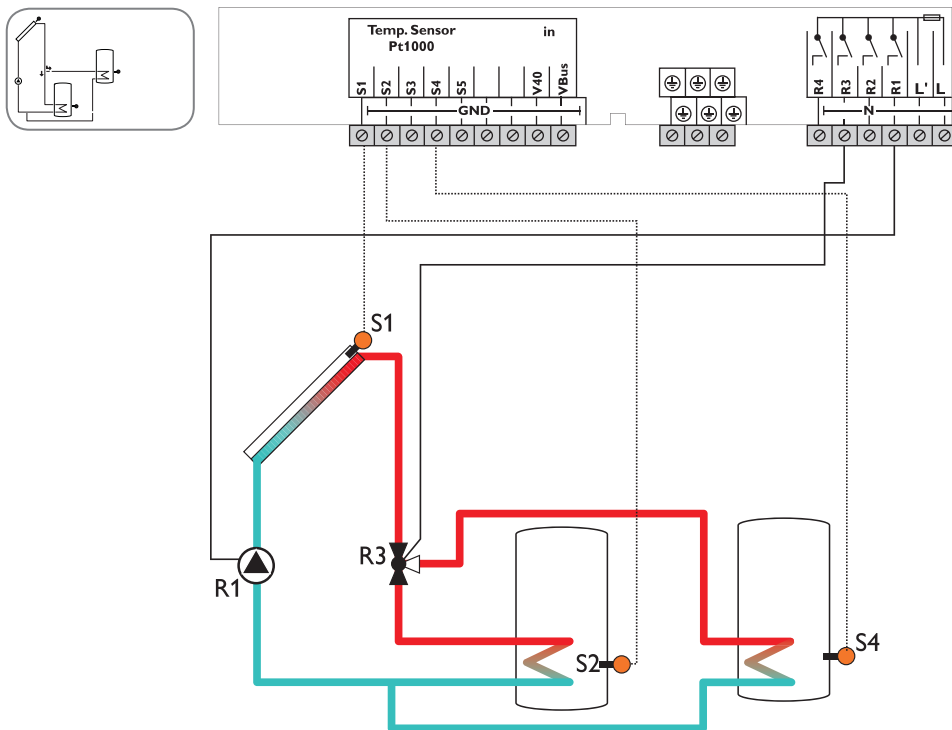 Temp. Sensor in
Pt1000
S1 S2 S3 S4 S5 V40 VBus
GND
R4 R3 R2 R1 L' L
N
S1
R3
R1
S2
S4